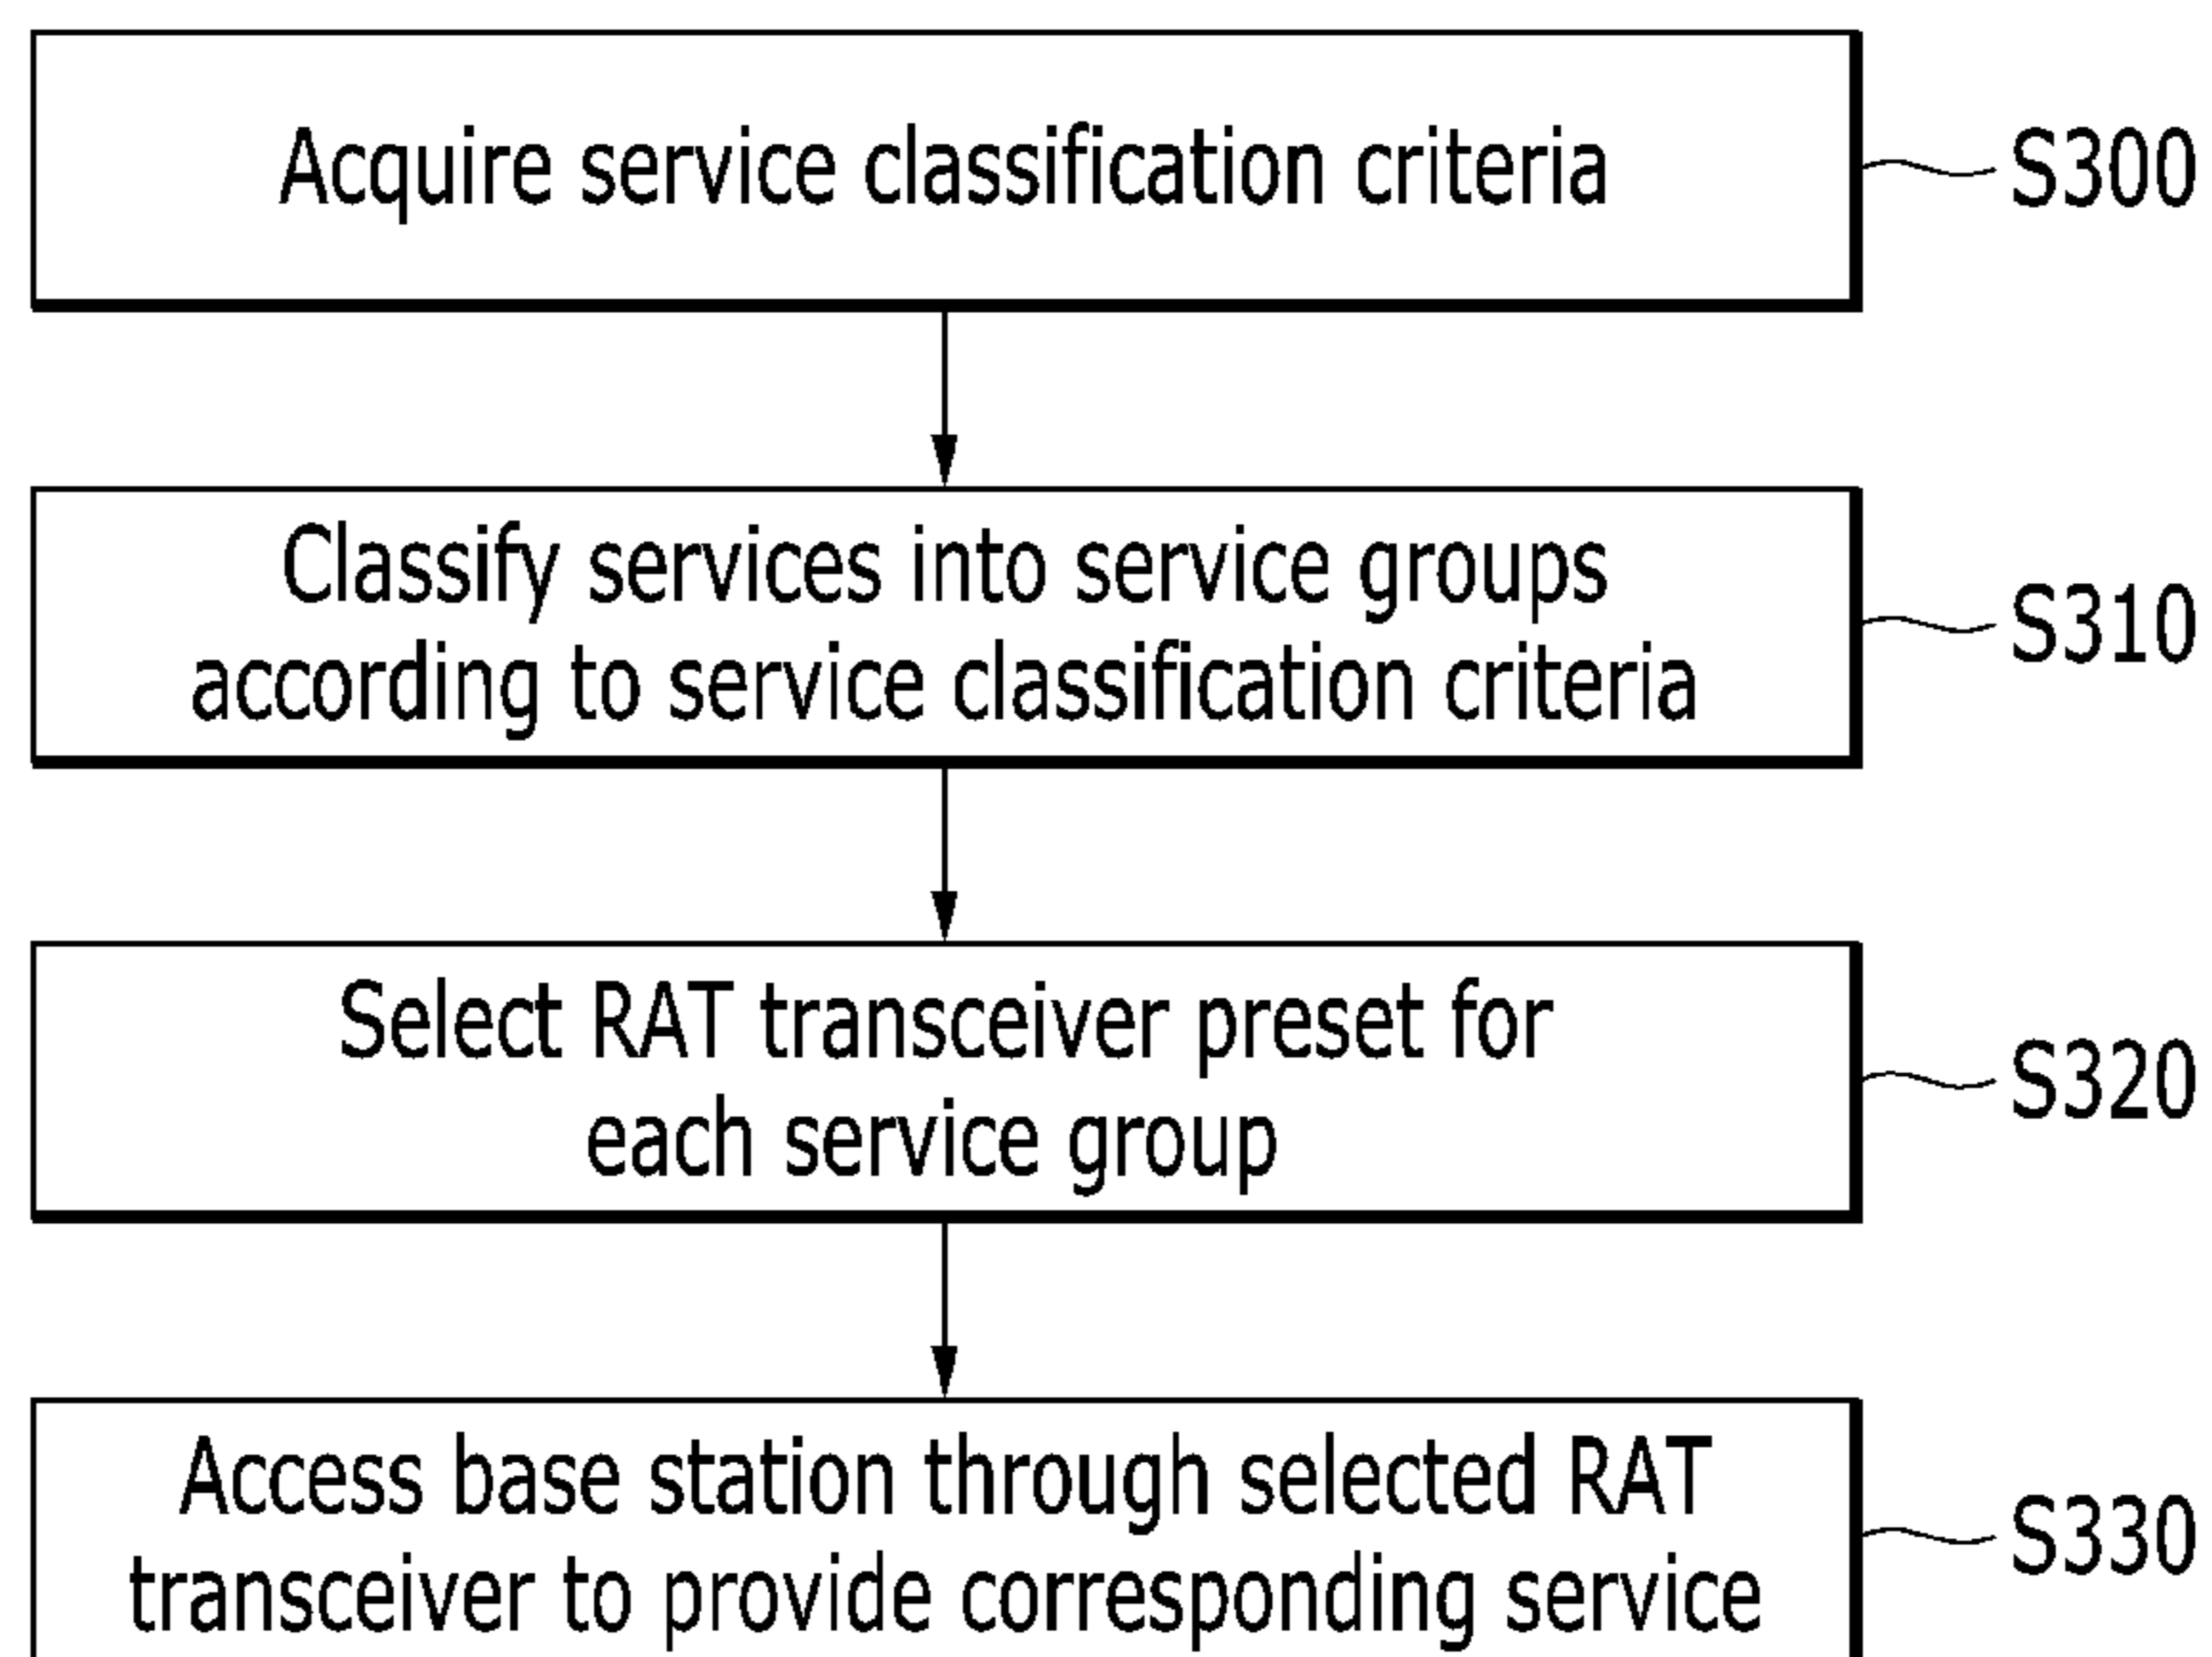 Acquire service classification criteria
S300
Classify services into service groups
according to service classification criteria
S310
Select RAT transceiver preset for
each service group
S320
Access base station through selected RAT
transceiver to provide corresponding service
S330